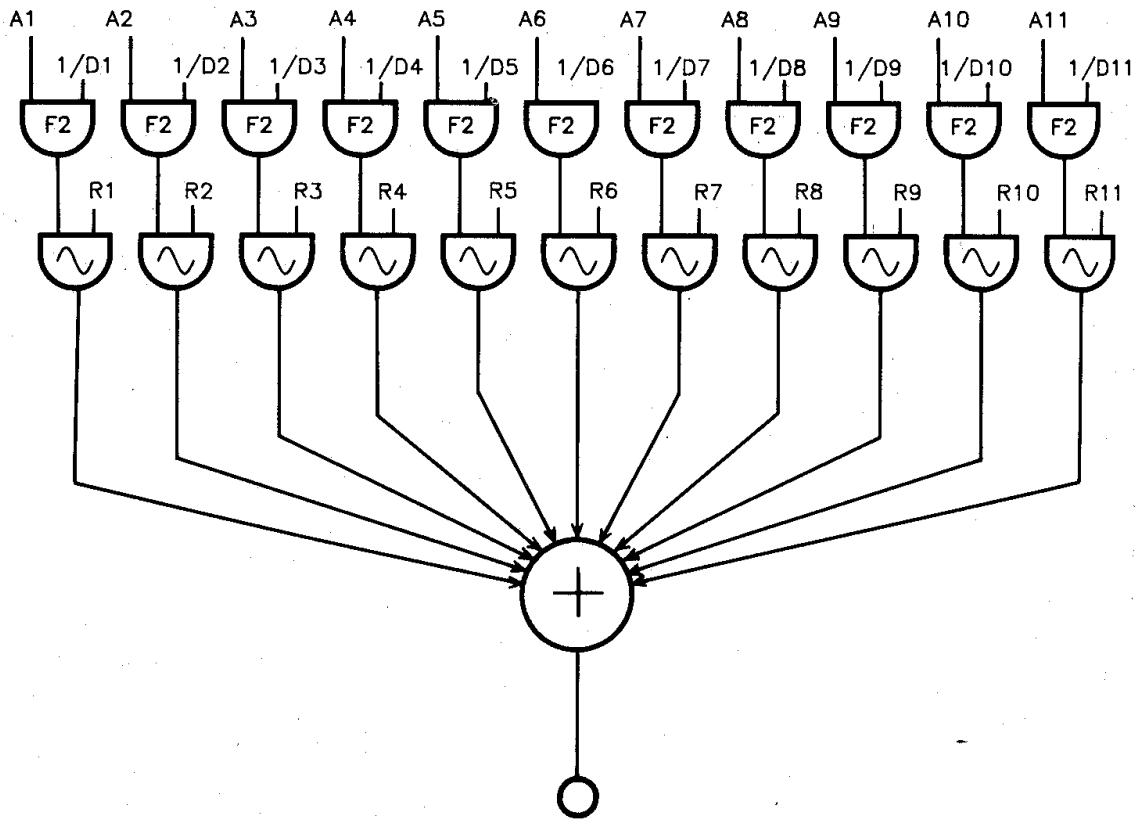 A1 A2 A3 A4 A5 A6 A7 A8 A9 A10 A11
1/D1 1/D2 1/D3 1/D4 1/D5 1/D6 1/D7 1/D8 1/D9 1/D10 1/D11
F2 F2 F2 F2 F2 F2 F2 F2 F2 F2 F2
R1 R2 R3 R4 R5 R6 R7 R8 R9 R10 R11
+